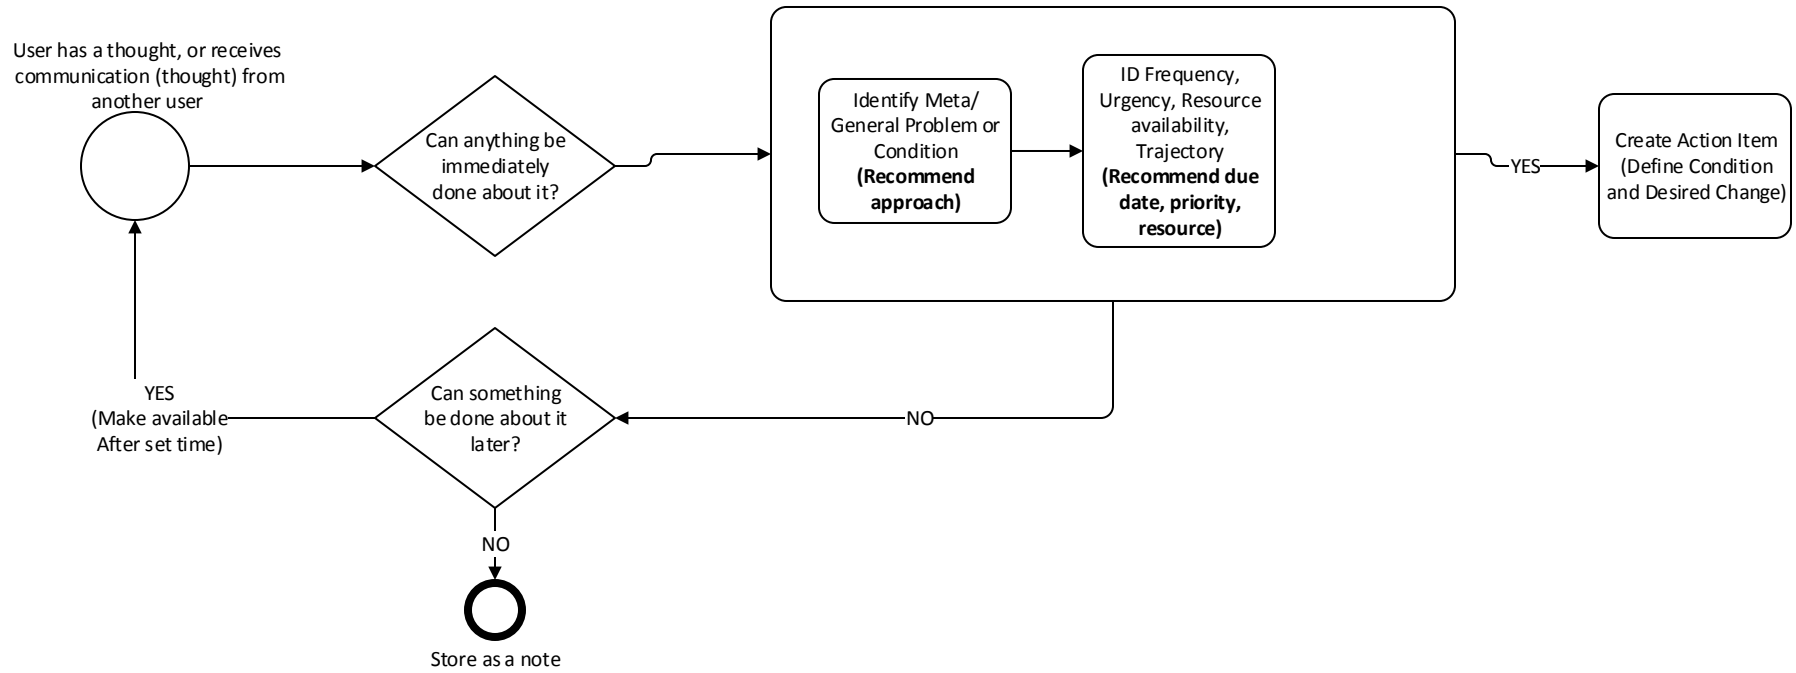 User has a thought, or receives
communication (thought) from
another user
Can anything be
immediately
done about it?
Identify Meta/
General Problem or
Condition
(Recommend
approach)
ID Frequency,
Urgency, Resource
availability,
Trajectory
(Recommend due
date, priority,
resource)
YES
Create Action Item
(Define Condition
and Desired Change)
YES
(Make available
After set time)
Can something
be done about it
later?
NO
NO
Store as a note